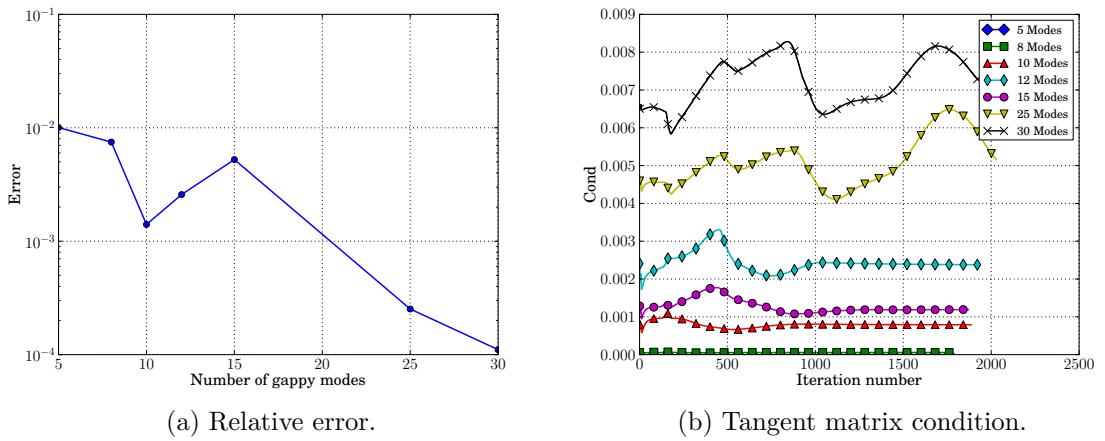 10^-1
10^-2
10^-3
10^-4
Error
5 10 15 20 25 30
Number of gappy modes
(a) Relative error.
0.009
0.008
0.007
0.006
0.005
0.004
0.003
0.002
0.001
0.000
Cond
0 500 1000 1500 2000 2500
Iteration number
5 Modes
8 Modes
10 Modes
12 Modes
15 Modes
25 Modes
30 Modes
(b) Tangent matrix condition.